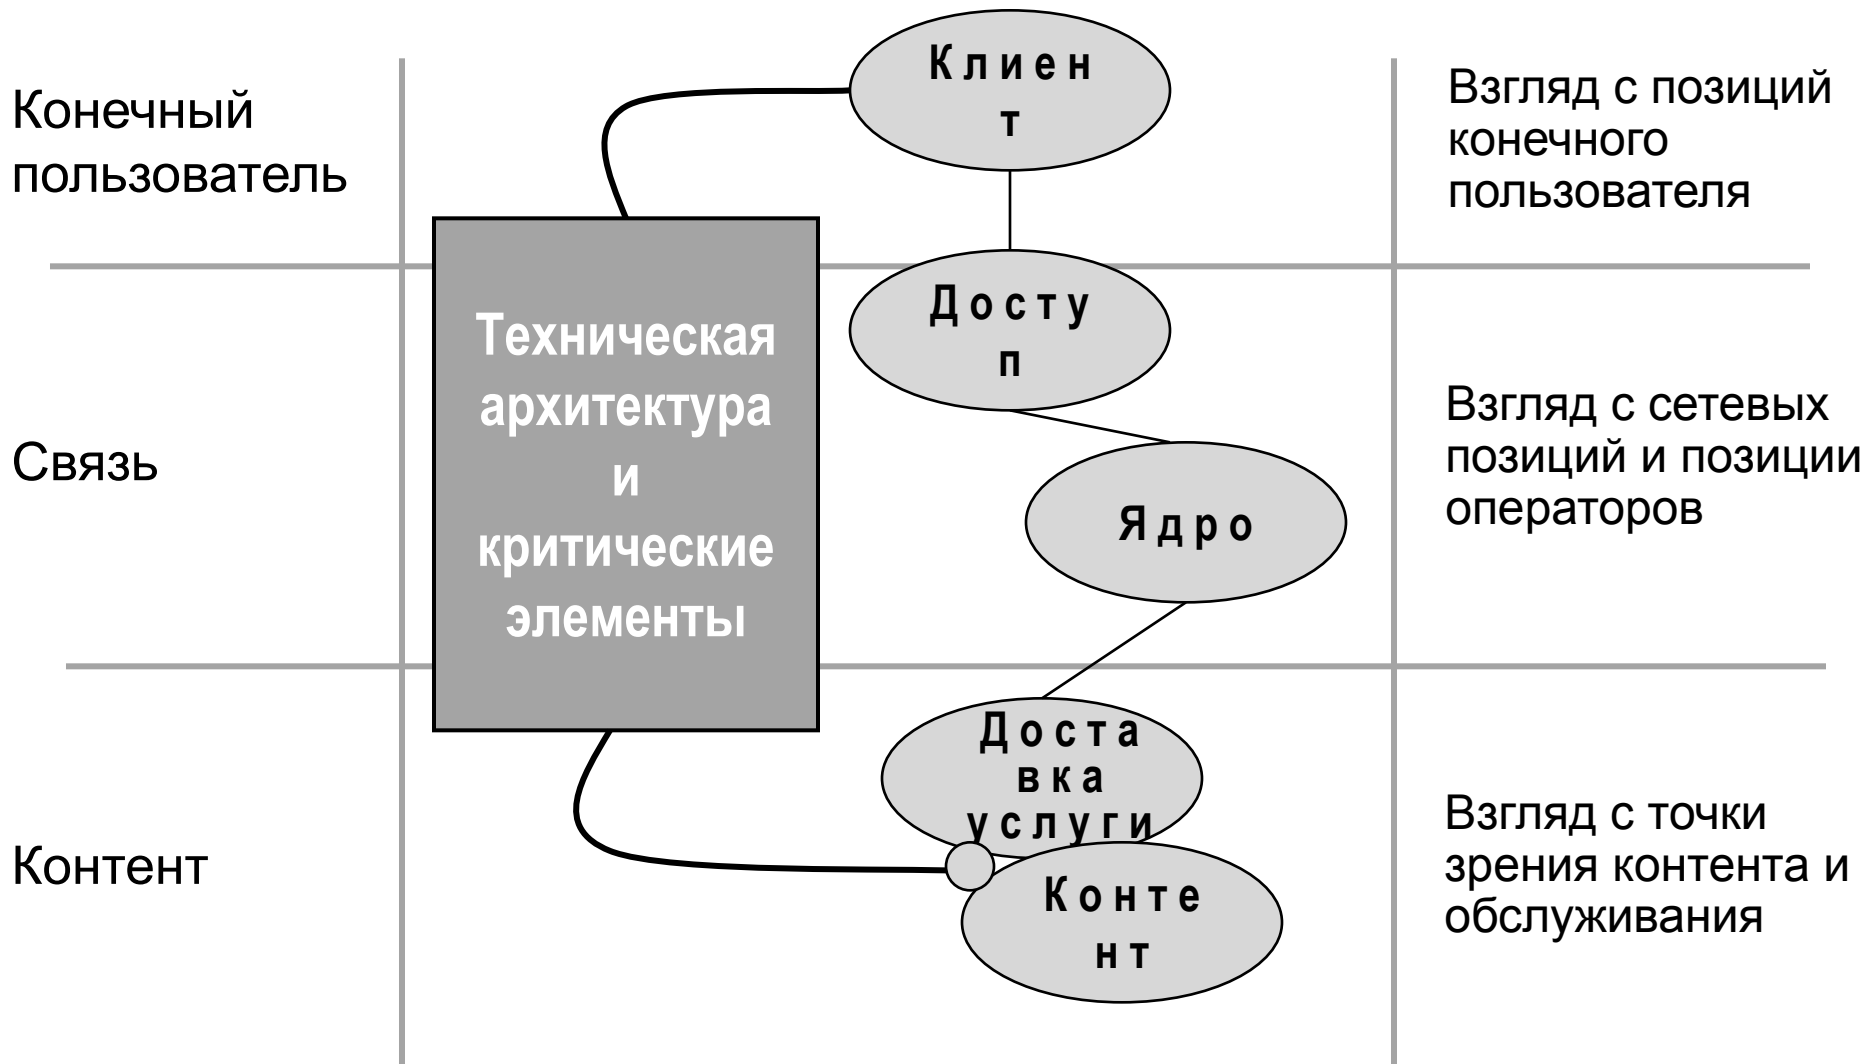 Конечный
пользователь
Клиен
т
Взгляд с позиций
конечного
пользователя
Техническая
архитектура
и
критические
элементы
Досту
п
Связь
Ядро
Взгляд с сетевых
позиций и позиции
операторов
Доста
вка
услуги
Контент
Конте
нт
Взгляд с точки
зрения контента и
обслуживания